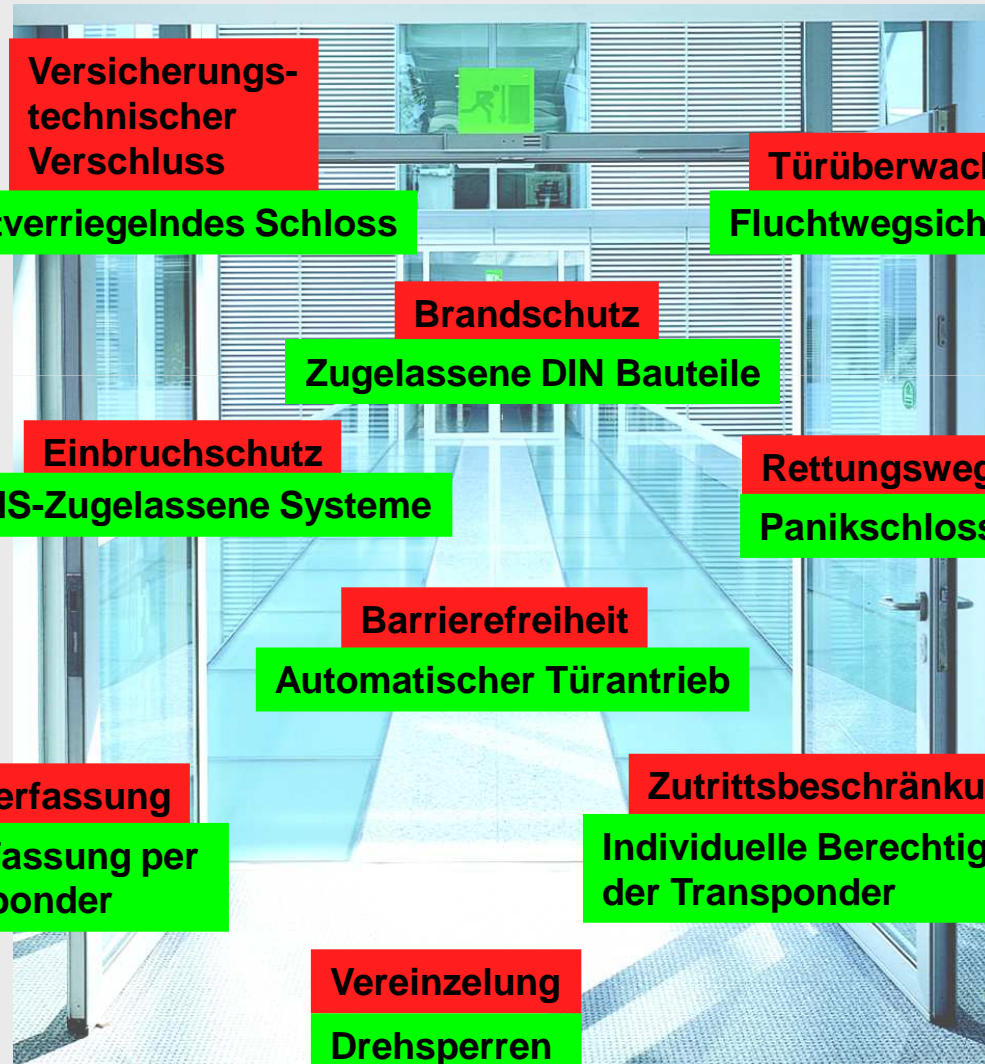 Versicherungs-
technischer
Verschluss
verriegelndes Schloss
Türüberwach
Fluchtwegsich
Brandschutz
Zugelassene DIN Bauteile
Einbruchschutz
S-Zugelassene Systeme
Rettungsweg
Panikschloss
Barrierefreiheit
Automatischer Türantrieb
erfassung
fassung per
ponder
Zutrittsbeschränku
Individuelle Berechtig
der Transponder
Vereinzelung
Drehsperren